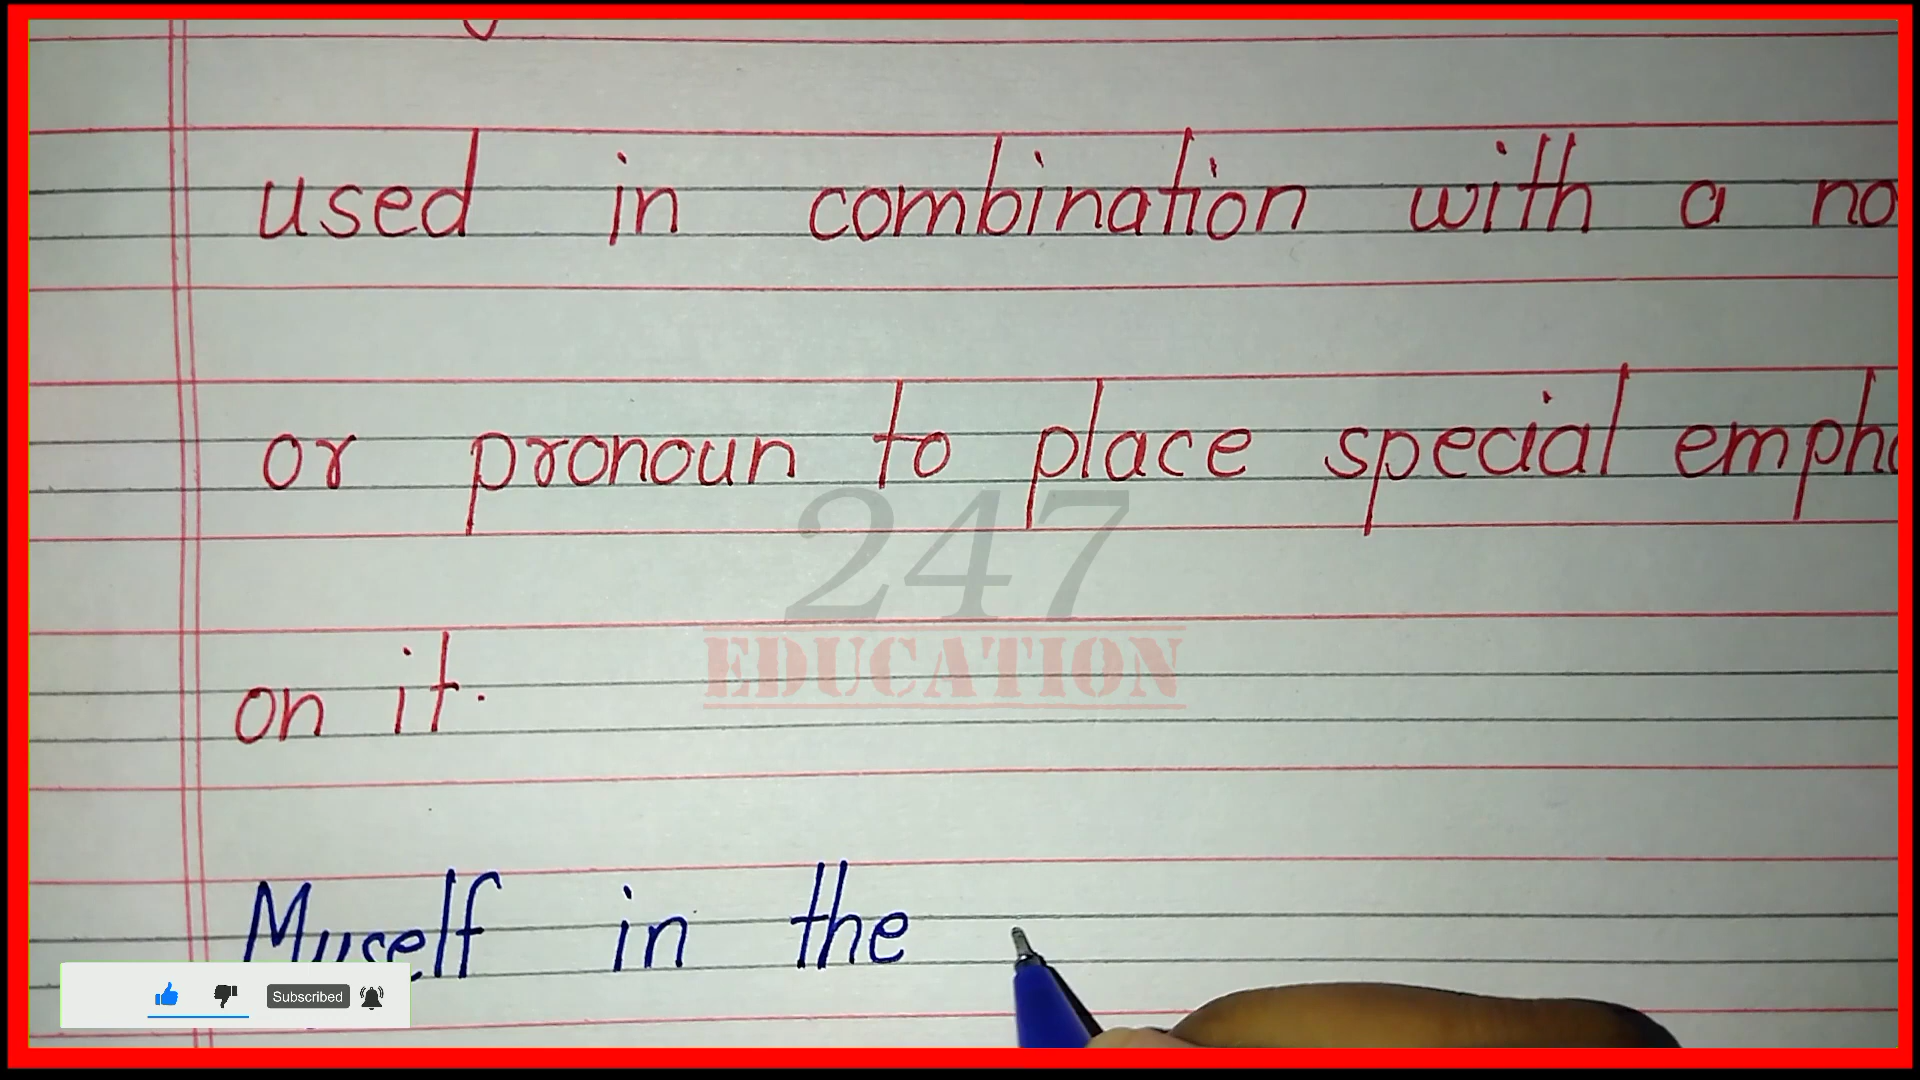 used in combination with a no
or pronoun to place special empha
on it.
247
EDUCATION
Myself in the
Subscribed